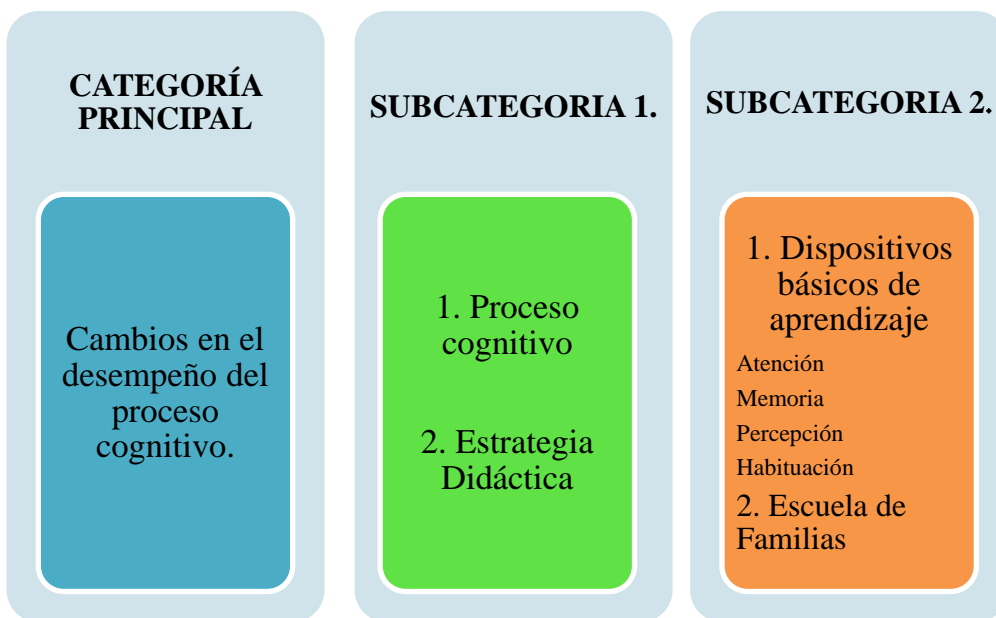 CATEGORÍA
PRINCIPAL
Cambios en el
desempeño del
proceso
cognitivo.
SUBCATEGORIA 1.
1. Proceso
cognitivo
2. Estrategia
Didáctica
SUBCATEGORIA 2.
1. Dispositivos
básicos de
aprendizaje
Atención
Memoria
Percepción
Habituación
2. Escuela de
Familias